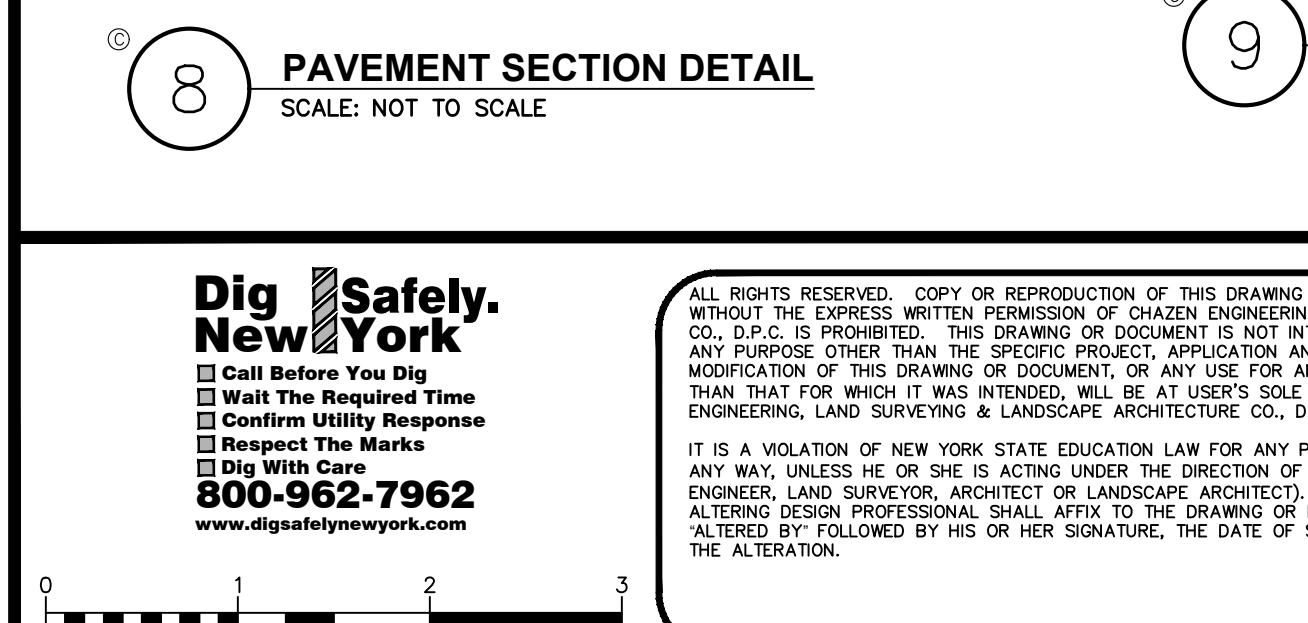 ©
8
PAVEMENT SECTION DETAIL
SCALE: NOT TO SCALE
9
Dig Safely.
New York
Call Before You Dig
Wait The Required Time
Confirm Utility Response
Respect The Marks
Dig With Care
800-962-7962
www.digsafelynewyork.com
0 1 2 3
ALL RIGHTS RESERVED. COPY OR REPRODUCTION OF THIS DRAWING
WITHOUT THE EXPRESS WRITTEN PERMISSION OF CHAZEN ENGINEERIN
CO., D.P.C. IS PROHIBITED. THIS DRAWING OR DOCUMENT IS NOT INT
ANY PURPOSE OTHER THAN THE SPECIFIC PROJECT, APPLICATION AN
MODIFICATION OF THIS DRAWING OR DOCUMENT, OR ANY USE FOR A
THAN THAT FOR WHICH IT WAS INTENDED, WILL BE AT USER'S SOLE
ENGINEERING, LAND SURVEYING & LANDSCAPE ARCHITECTURE CO., D
IT IS A VIOLATION OF NEW YORK STATE EDUCATION LAW FOR ANY P
ANY WAY, UNLESS HE OR SHE IS ACTING UNDER THE DIRECTION OF
ENGINEER, LAND SURVEYOR, ARCHITECT OR LANDSCAPE ARCHITECT).
ALTERING DESIGN PROFESSIONAL SHALL AFFIX TO THE DRAWING OR
"ALTERED BY" FOLLOWED BY HIS OR HER SIGNATURE, THE DATE OF S
THE ALTERATION.